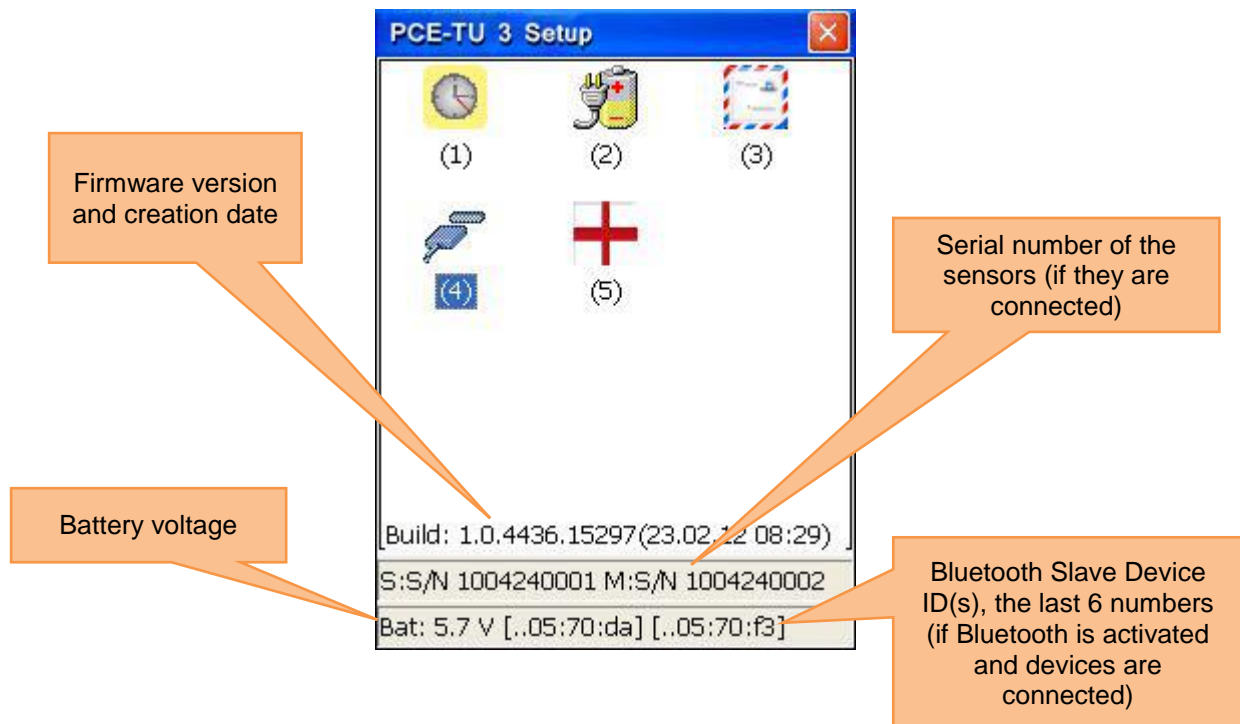 PCE-TU 3 Setup
(1)
(2)
(3)
Firmware version
and creation date
(4)
(5)
Serial number of the
sensors (if they are
connected)
Battery voltage
Build: 1.0.4436.15297(23.02.12 08:29)
S:S/N 1004240001 M:S/N 1004240002
Bat: 5.7 V [..05:70:da] [..05:70:f3]
Bluetooth Slave Device
ID(s), the last 6 numbers
(if Bluetooth is activated
and devices are
connected)